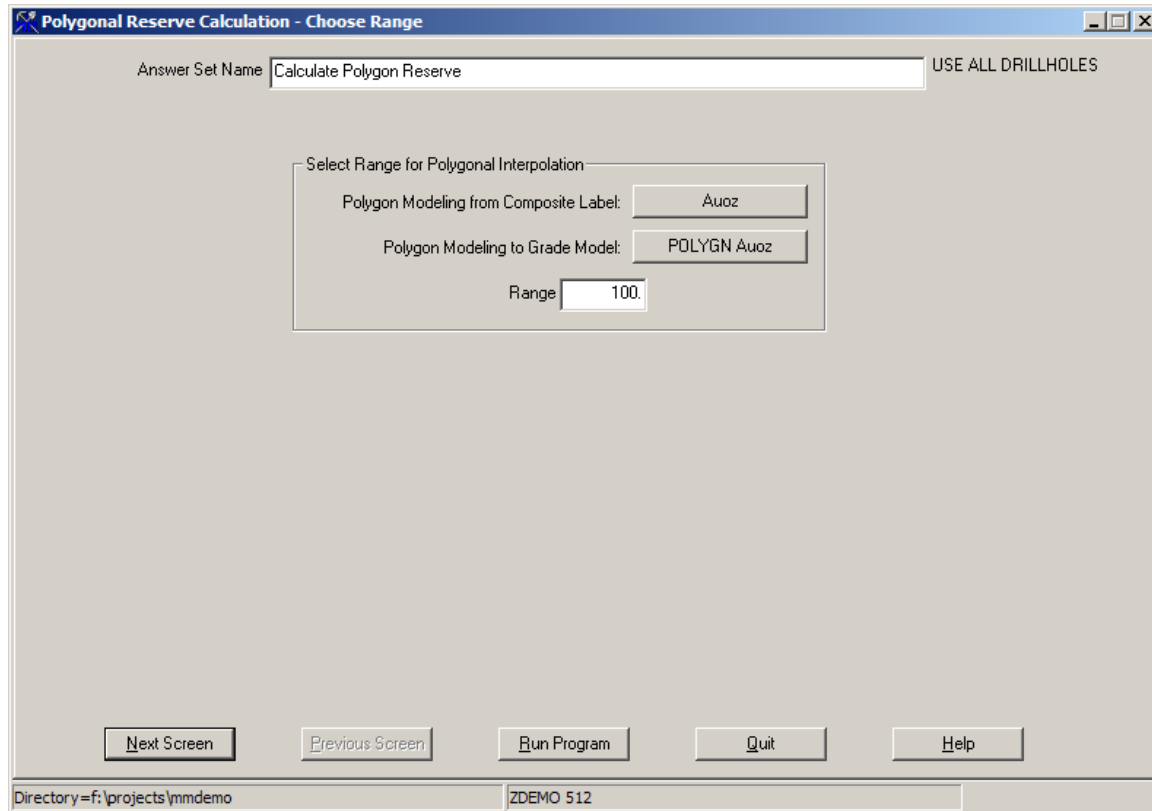 Polygonal Reserve Calculation - Choose Range
Answer Set Name Calculate Polygon Reserve USE ALL DRILLHOLES
Select Range for Polygonal Interpolation
Polygon Modeling from Composite Label: Auoz
Polygon Modeling to Grade Model: POLYGN Auoz
Range 100.
Next Screen Previous Screen Run Program Quit Help
Directory=f:\projects\mmdemo ZDEMO 512